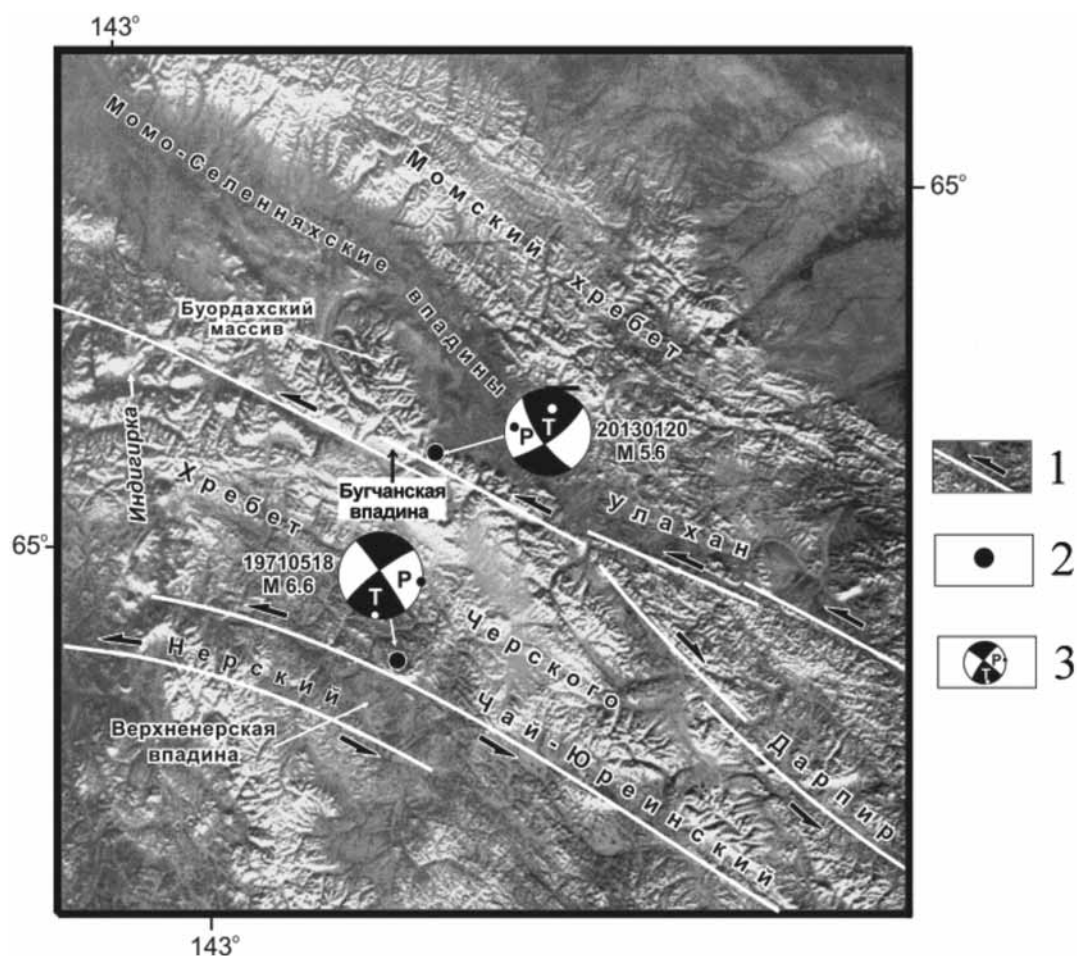 143°
Момо-Селенняхские впадины
Момский хребет
65°
Буордахский
массив
Индигирка
P
T
20130120
M 5.6
Бугчанская
впадина
Хребет Черского
Улахан
65°
19710518
M 6.6
P
T
Нерский
Чай-Юреинский
Дарпир
Верхненерская
впадина
143°
1
2
P
T
3